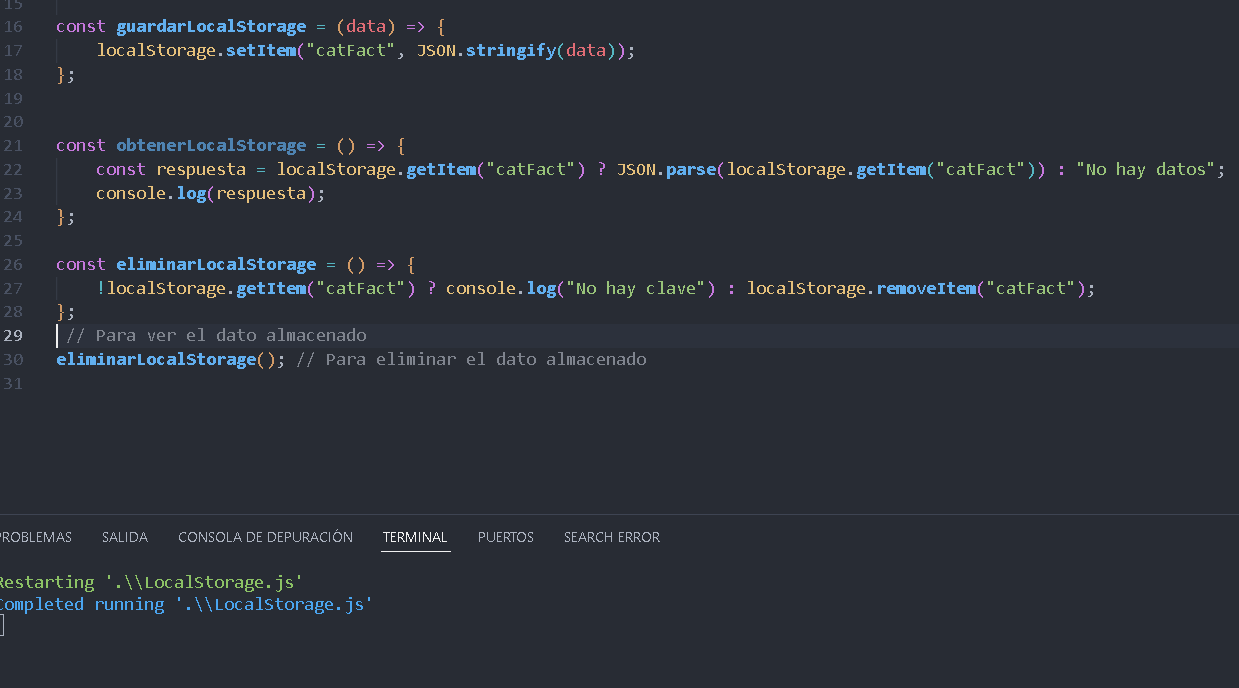 15
16 const guardarLocalStorage = (data) => {
17 localStorage.setItem("catFact", JSON.stringify(data));
18 };
19
20
21 const obtenerLocalStorage = () => {
22 const respuesta = localStorage.getItem("catFact") ? JSON.parse(localStorage.getItem("catFact")) : "No hay datos";
23 console.log(respuesta);
24 };
25
26 const eliminarLocalStorage = () => {
27 !localStorage.getItem("catFact") ? console.log("No hay clave") : localStorage.removeItem("catFact");
28 };
29 // Para ver el dato almacenado
30 eliminarLocalStorage(); // Para eliminar el dato almacenado
31
PROBLEMAS SALIDA CONSOLA DE DEPURACIÓN TERMINAL PUERTOS SEARCH ERROR
Restarting '.\\LocalStorage.js'
Completed running '.\\LocalStorage.js'